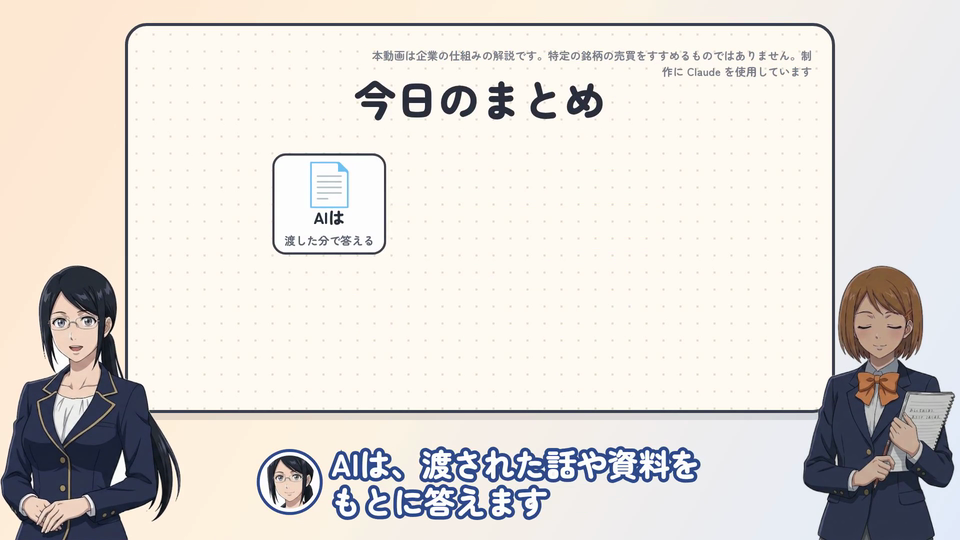 本動画は企業の仕組みの解説です。特定の銘柄の売買をすすめるものではありません。制
作に Claude を使用しています
今日のまとめ
AIは
渡した分で答える
AIは、渡された話や資料を
もとに答えます